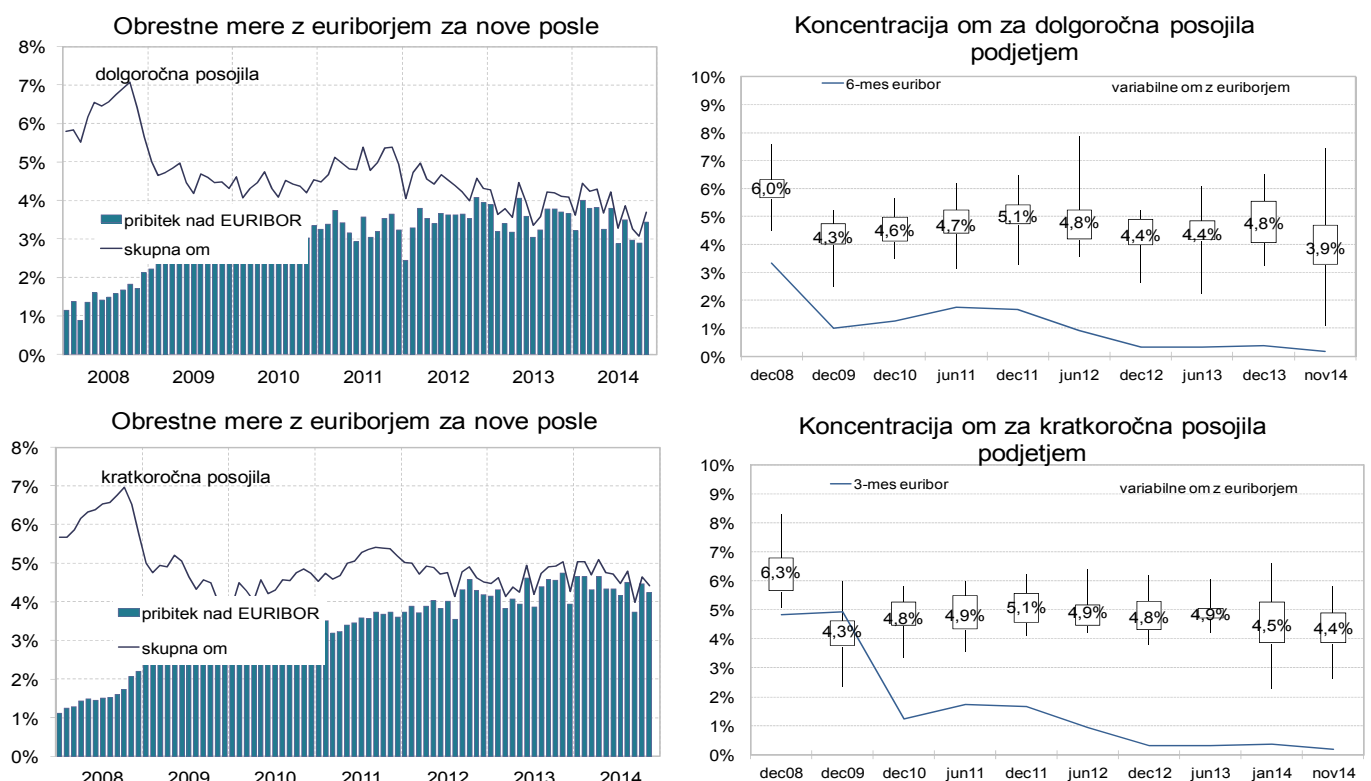 Obrestne mere z euriborjem za nove posle
8%
7%
6%
5%
4%
3%
2%
1%
0%
dolgoročna posojila
pribitek nad EURIBOR
skupna om
2008 2009 2010 2011 2012 2013 2014
Koncentracija om za dolgoročna posojila
podjetjem
10%
9%
8%
7%
6%
5%
4%
3%
2%
1%
0%
6-mes euribor
variabilne om z euriborjem
6,0% 4,3% 4,6% 4,7% 5,1% 4,8% 4,4% 4,4% 4,8% 3,9%
dec08 dec09 dec10 jun11 dec11 jun12 dec12 jun13 dec13 nov14
Obrestne mere z euriborjem za nove posle
8%
7%
6%
5%
4%
3%
2%
1%
0%
kratkoročna posojila
pribitek nad EURIBOR
skupna om
2008 2009 2010 2011 2012 2013 2014
Koncentracija om za kratkoročna posojila
podjetjem
10%
9%
8%
7%
6%
5%
4%
3%
2%
1%
0%
3-mes euribor
variabilne om z euriborjem
6,3% 4,3% 4,8% 4,9% 5,1% 4,9% 4,8% 4,9% 4,5% 4,4%
dec08 dec09 dec10 jun11 dec11 jun12 dec12 jun13 jan14 nov14